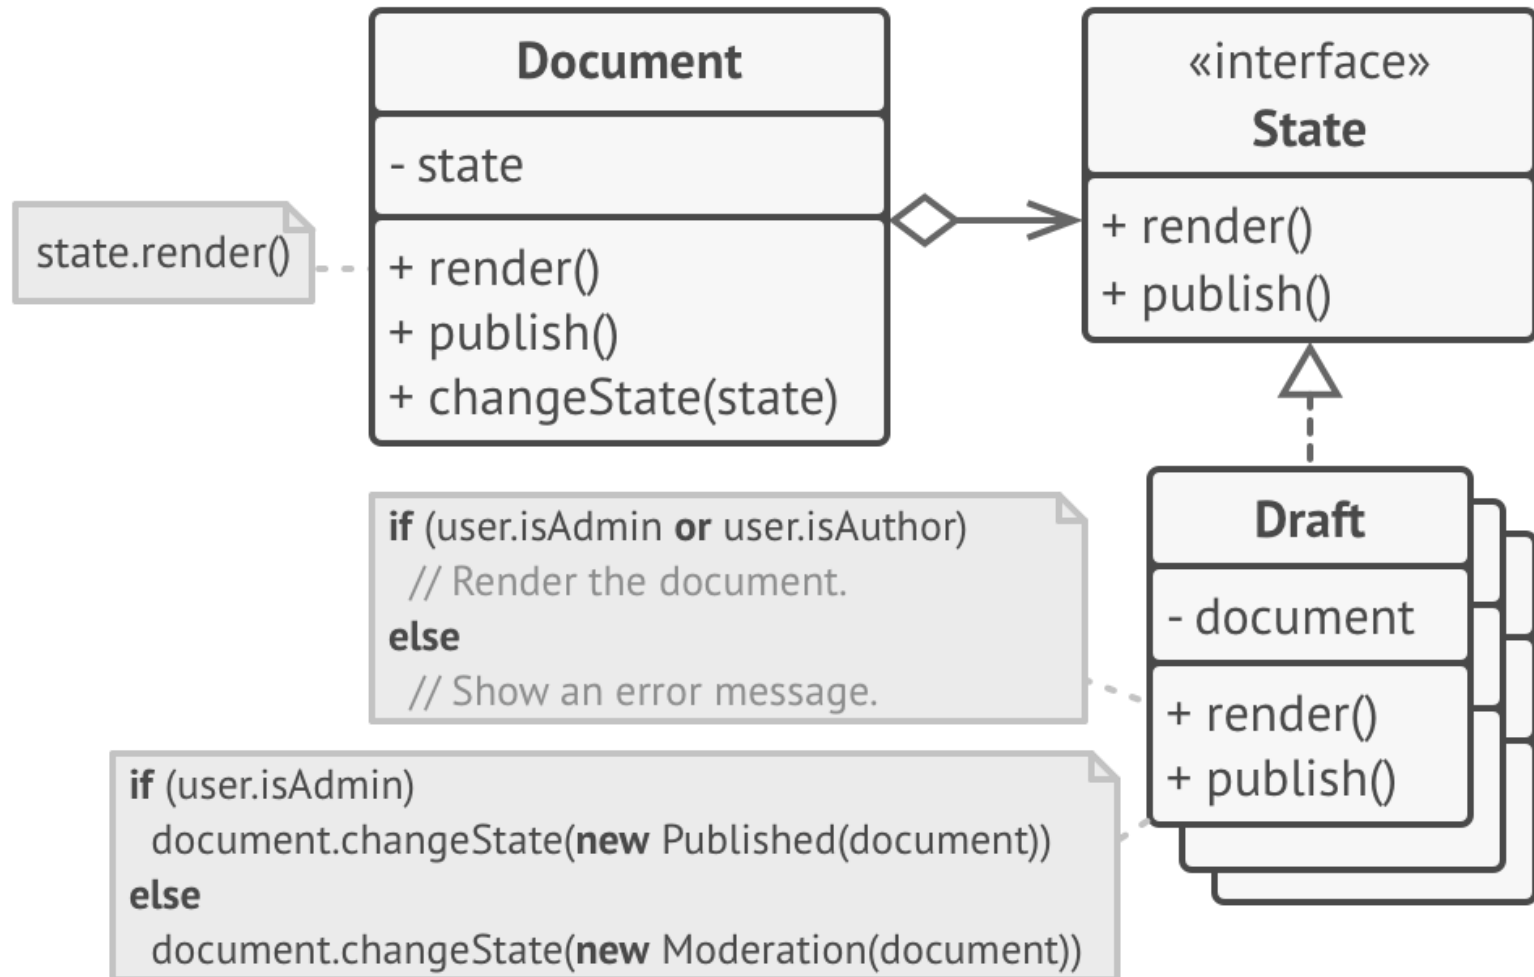 Document
- state
+ render()
+ publish()
+ changeState(state)
«interface»
State
+ render()
+ publish()
state.render()
if (user.isAdmin or user.isAuthor)
// Render the document.
else
// Show an error message.
Draft
- document
+ render()
+ publish()
if (user.isAdmin)
document.changeState(new Published(document))
else
document.changeState(new Moderation(document))